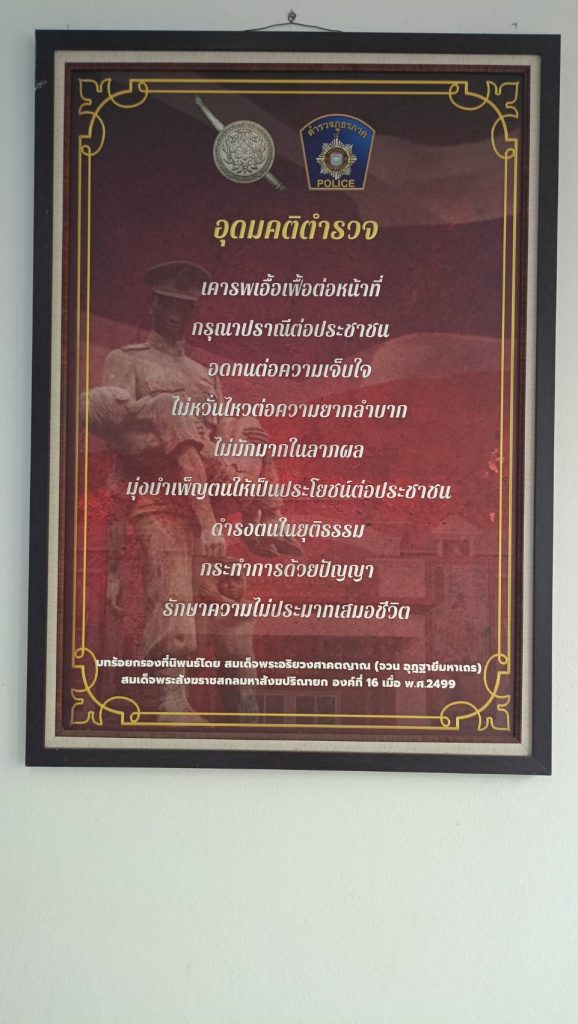 ตำรวจภูธรภาค
POLICE
อุดมคติตำรวจ
เคารพเอื้อเฟื้อต่อหน้าที่
กรุณาปราณีต่อประชาชน
อดทนต่อความเจ็บใจ
ไม่หวั่นไหวต่อความยากลำบาก
ไม่มักมากในลาภผล
มุ่งบำเพ็ญตนให้เป็นประโยชน์ต่อประชาชน
ดำรงตนในยุติธรรม
กระทำการด้วยปัญญา
รักษาความไม่ประมาทเสมอชีวิต
บทร้อยกรองที่นิพนธ์โดย สมเด็จพระอริยวงศาคตญาณ (จวน อุฏฐายีมหาเถร)
สมเด็จพระสังฆราชสกลมหาสังฆปริณายก องค์ที่ 16 เมื่อ พ.ศ.2499